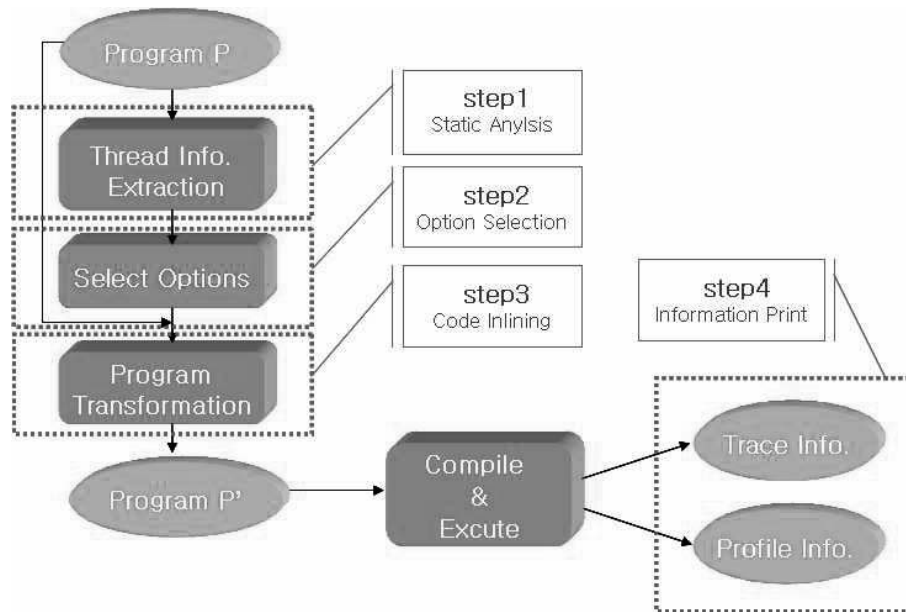 Program P
Thread Info.
Extraction
Select Options
Program
Transformation
Program P'
step1
Static Anylsis
step2
Option Selection
step3
Code Inlining
step4
Information Print
Compile
&
Excute
Trace Info.
Profile Info.